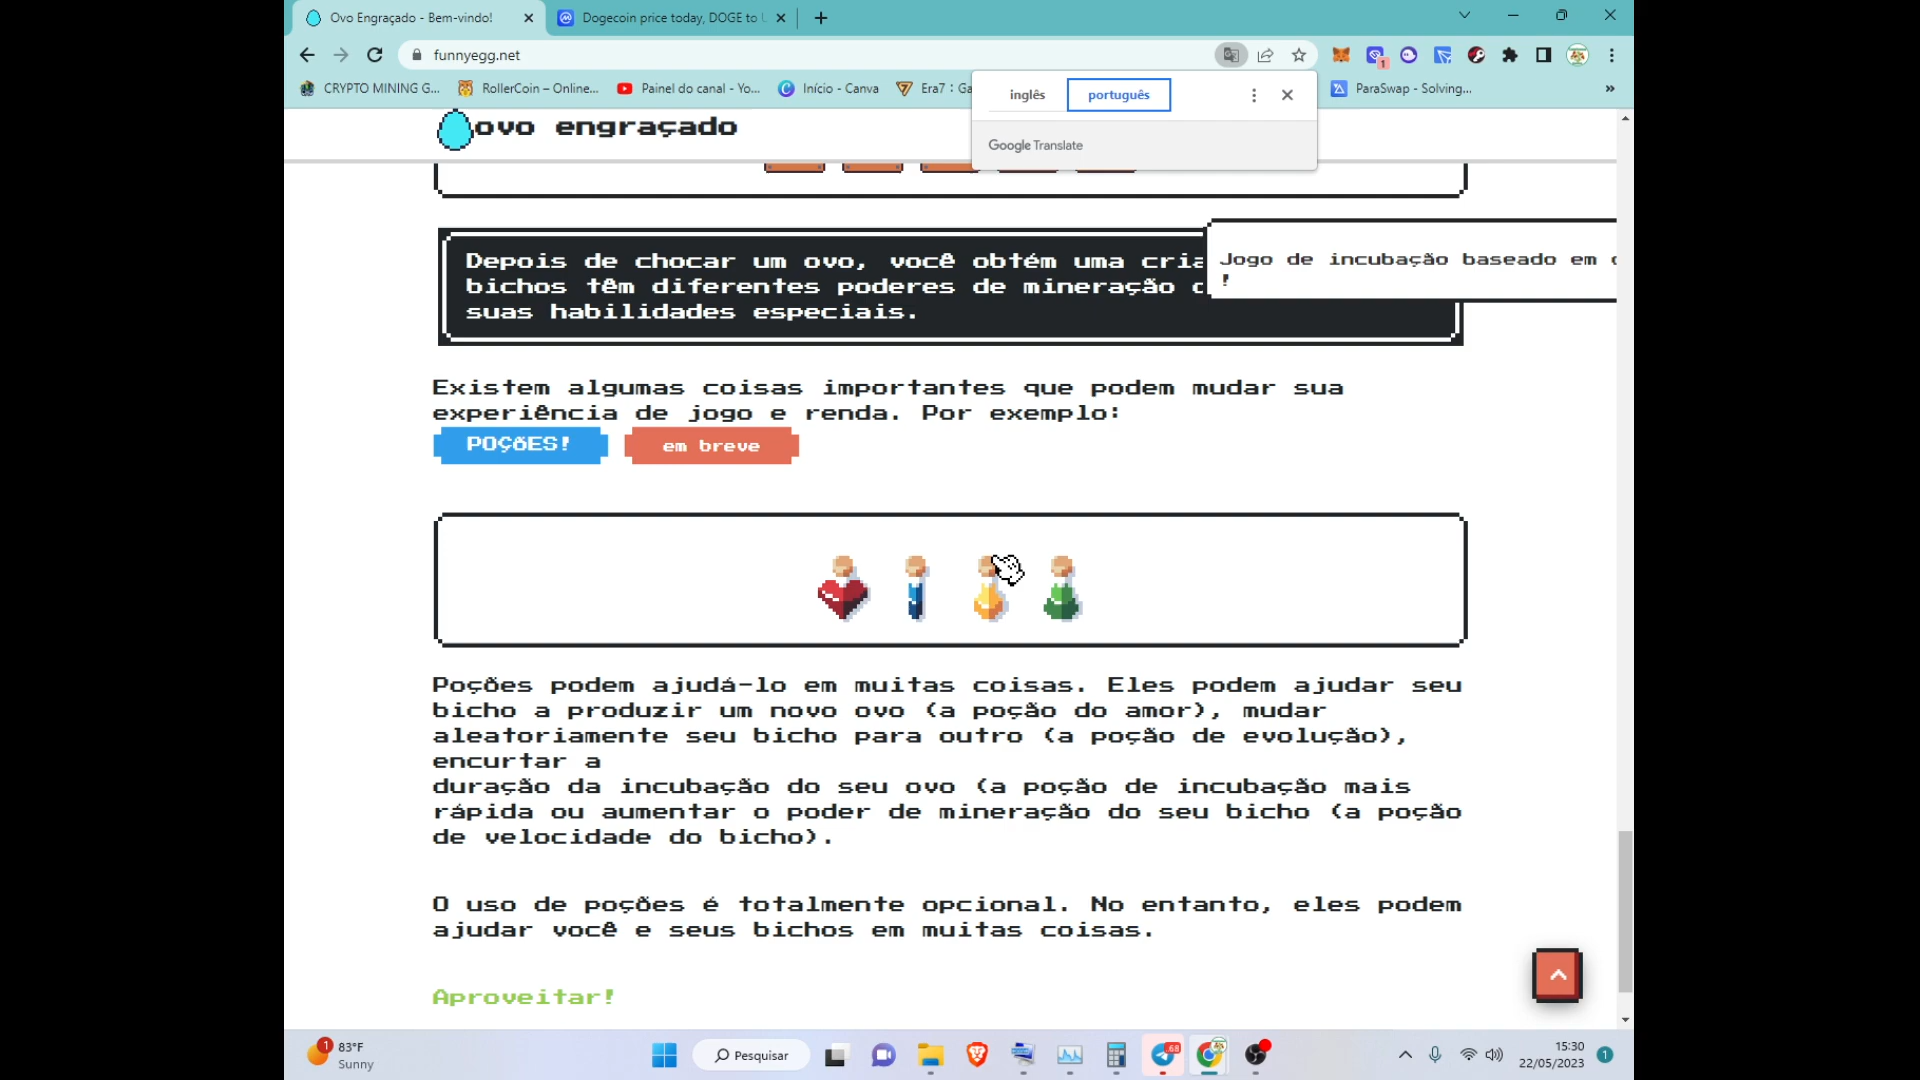 Ovo Engraçado - Bem-vindo!
Dogecoin price today, DOGE to
funnyegg.net
CRYPTO MINING G...
RollerCoin – Online...
Painel do canal - Yo...
Início - Canva
Era7 : Ga
ParaSwap - Solving...
»
1
inglês
português
Google Translate
ovo engraçado
Depois de chocar um ovo, você obtém uma cria
bichos têm diferentes poderes de mineração
suas habilidades especiais.
Jogo de incubação baseado em
!
Existem algumas coisas importantes que podem mudar sua
experiência de jogo e renda. Por exemplo:
POÇÕES!
em breve
Poções podem ajudá-lo em muitas coisas. Eles podem ajudar seu
bicho a produzir um novo ovo (a poção do amor), mudar
aleatoriamente seu bicho para outro (a poção de evolução),
encurtar a
duração da incubação do seu ovo (a poção de incubação mais
rápida ou aumentar o poder de mineração do seu bicho (a poção
de velocidade do bicho).
O uso de poções é totalmente opcional. No entanto, eles podem
ajudar você e seus bichos em muitas coisas.
Aproveitar!
1
83°F
Sunny
Pesquisar
68
15:30
22/05/2023
1